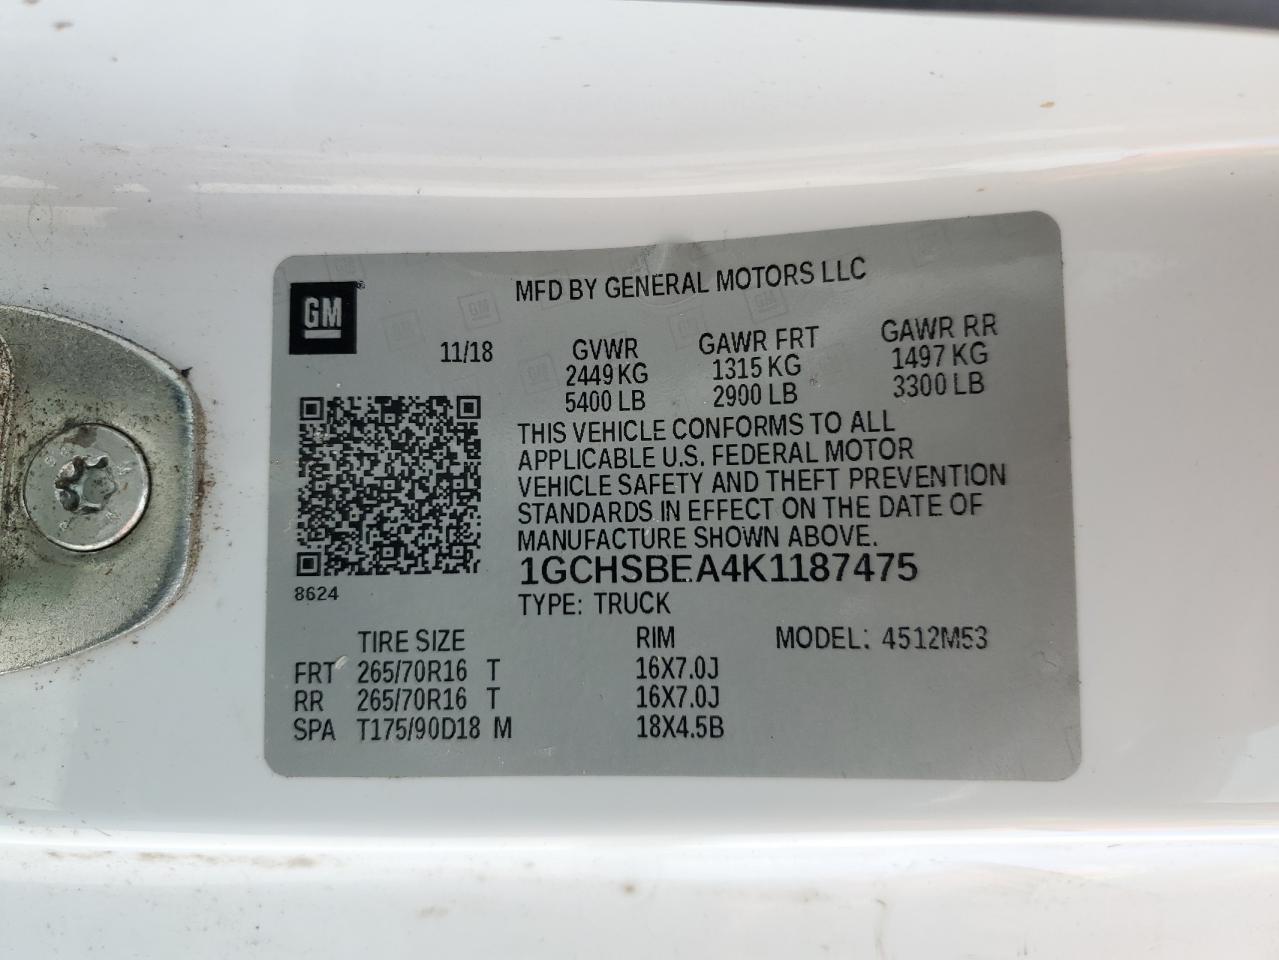 GM
MFD BY GENERAL MOTORS LLC
11/18 GVWR GAWR FRT GAWR RR
2449 KG 1315 KG 1497 KG
5400 LB 2900 LB 3300 LB
THIS VEHICLE CONFORMS TO ALL
APPLICABLE U.S. FEDERAL MOTOR
VEHICLE SAFETY AND THEFT PREVENTION
STANDARDS IN EFFECT ON THE DATE OF
MANUFACTURE SHOWN ABOVE.
1GCHSBEA4K1187475
8624
TYPE: TRUCK
TIRE SIZE RIM MODEL: 4512M53
FRT 265/70R16 T 16X7.0J
RR 265/70R16 T 16X7.0J
SPA T175/90D18 M 18X4.5B